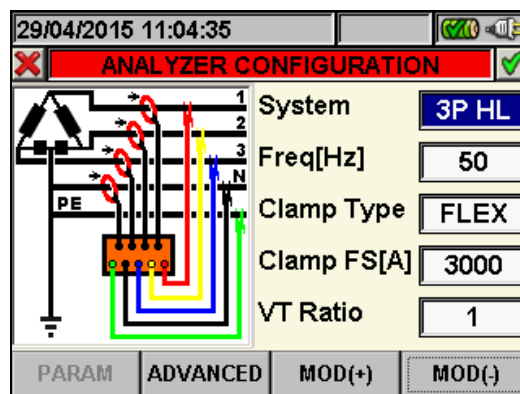 29/04/2015 11:04:35
ANALYZER CONFIGURATION
1
2
3
N
PE
System 3P HL
Freq[Hz] 50
Clamp Type FLEX
Clamp FS[A] 3000
VT Ratio 1
PARAM ADVANCED MOD(+) MOD(-)